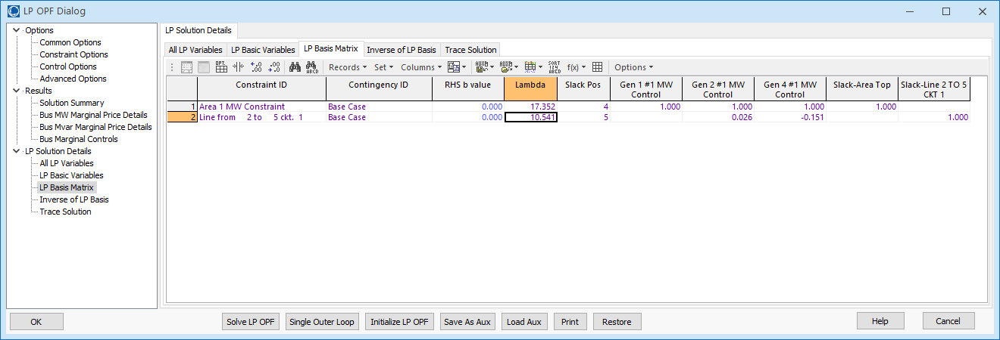 LP OPF Dialog
Options
Common Options
Constraint Options
Control Options
Advanced Options
Results
Solution Summary
Bus MW Marginal Price Details
Bus Mvar Marginal Price Details
Bus Marginal Controls
LP Solution Details
All LP Variables
LP Basic Variables
LP Basis Matrix
Inverse of LP Basis
Trace Solution
LP Solution Details
All LP Variables LP Basic Variables LP Basis Matrix Inverse of LP Basis Trace Solution
Records Set Columns f(x) Options
Constraint ID Contingency ID RHS b value Lambda Slack Pos Gen 1 #1 MW Control Gen 2 #1 MW Control Gen 4 #1 MW Control Slack-Area Top Slack-Line 2 TO 5 CKT 1
1 Area 1 MW Constraint Base Case 0.000 17.352 4 1.000 1.000 1.000 1.000
2 Line from 2 to 5 ckt. 1 Base Case 0.000 10.541 5 0.026 -0.151 1.000
OK Solve LP OPF Single Outer Loop Initialize LP OPF Save As Aux Load Aux Print Restore Help Cancel